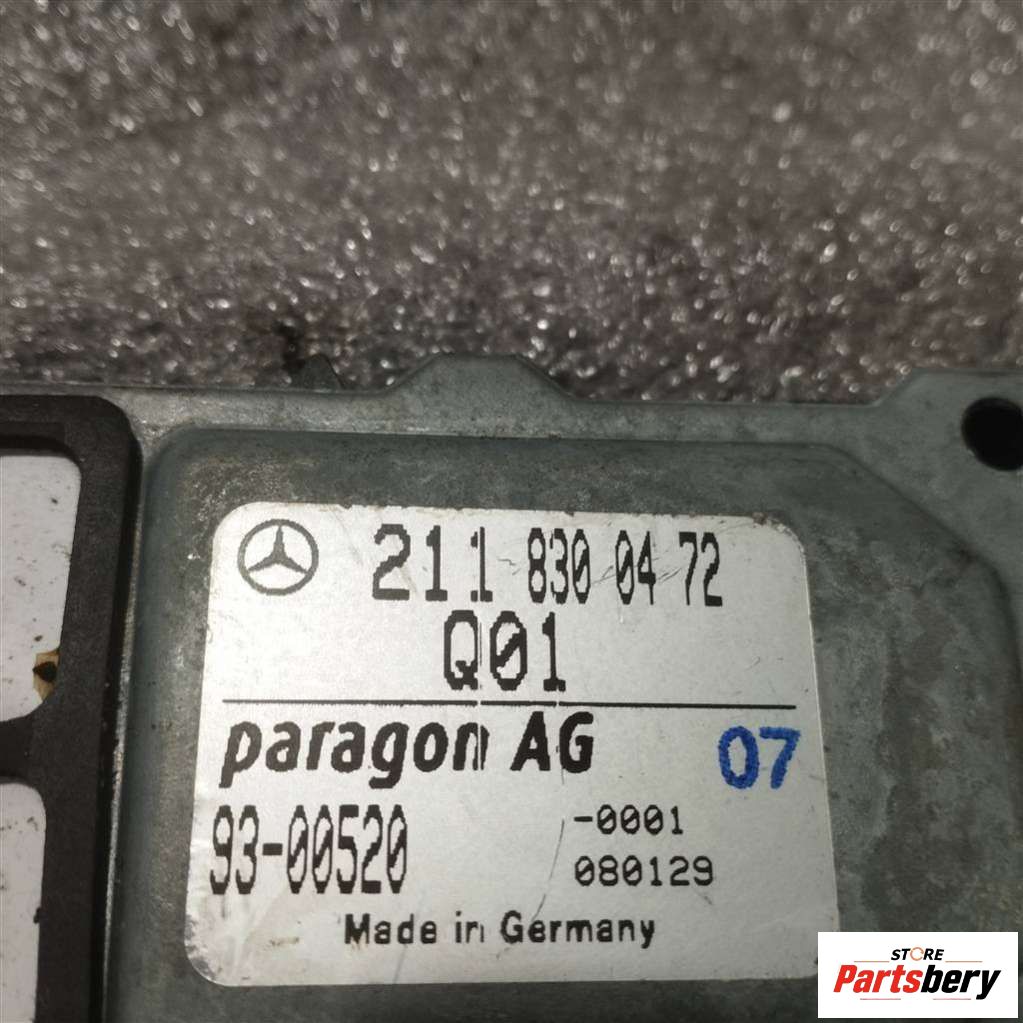 211 830 04 72
Q01
paragon AG 07
93-00520 -0001
080129
Made in Germany
STORE
Partsbery